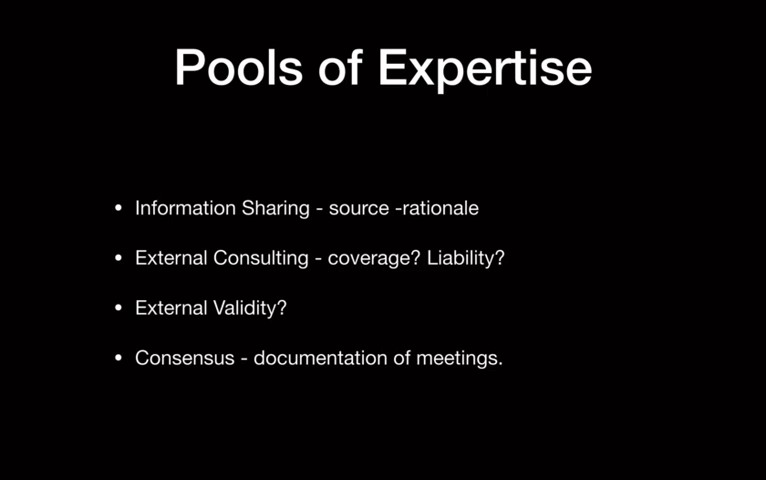 Pools of Expertise
• Information Sharing - source -rationale
• External Consulting - coverage? Liability?
• External Validity?
• Consensus - documentation of meetings.